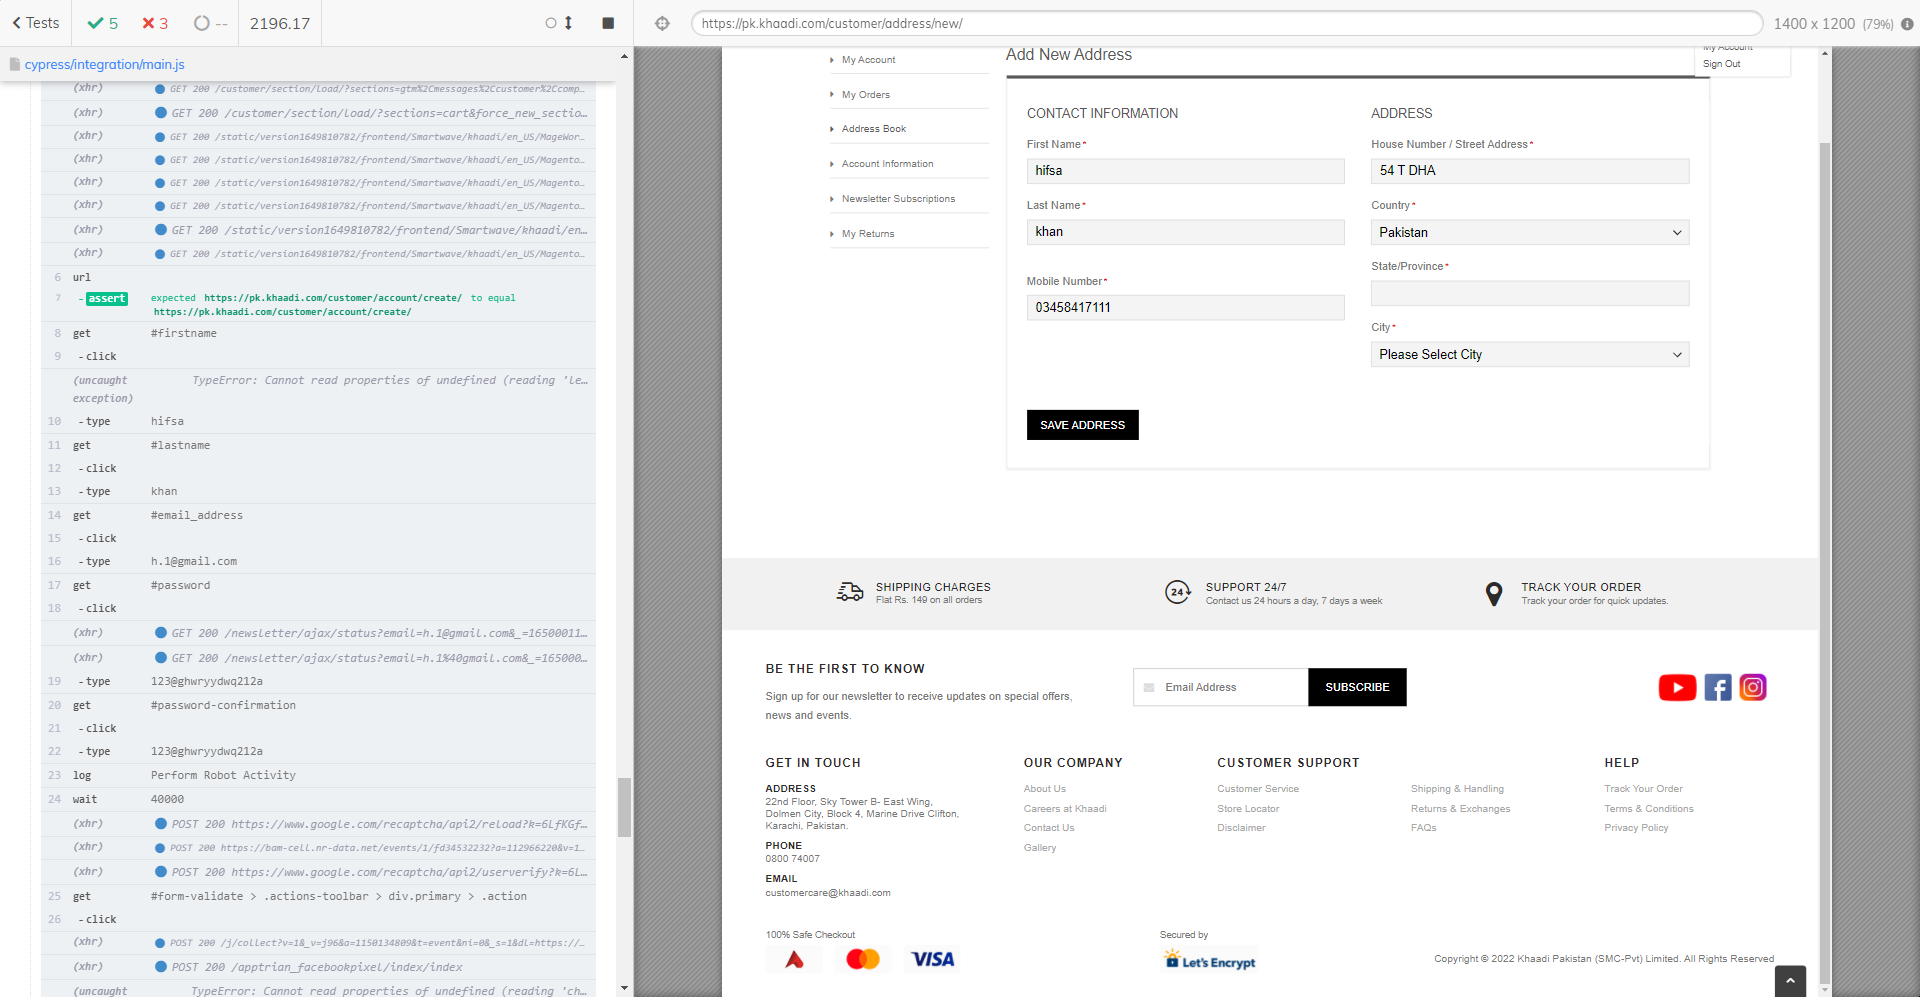 Tests
5
3
--
2196.17
https://pk.khaadi.com/customer/address/new/
1400 x 1200 (79%)
cypress/integration/main.js
(xhr) GET 200 /customer/section/load/?sections=gtm%2Cmessages%2Ccustomer%2Ccomp…
(xhr) GET 200 /customer/section/load/?sections=cart&force_new_sectio…
(xhr) GET 200 /static/version1649810782/frontend/Smartwave/khaadi/en_US/MageWor…
(xhr) GET 200 /static/version1649810782/frontend/Smartwave/khaadi/en_US/Magento…
(xhr) GET 200 /static/version1649810782/frontend/Smartwave/khaadi/en_US/Magento…
(xhr) GET 200 /static/version1649810782/frontend/Smartwave/khaadi/en_US/Magento…
(xhr) GET 200 /static/version1649810782/frontend/Smartwave/khaadi/en…
(xhr) GET 200 /static/version1649810782/frontend/Smartwave/khaadi/en_US/Magento…
6 url
7 -assert expected https://pk.khaadi.com/customer/account/create/ to equal
https://pk.khaadi.com/customer/account/create/
8 get #firstname
9 -click
(uncaught TypeError: Cannot read properties of undefined (reading 'le…
exception)
10 -type hifsa
11 get #lastname
12 -click
13 -type khan
14 get #email_address
15 -click
16 -type h.1@gmail.com
17 get #password
18 -click
(xhr) GET 200 /newsletter/ajax/status?email=h.1@gmail.com&_=16500011…
(xhr) GET 200 /newsletter/ajax/status?email=h.1%40gmail.com&_=165000…
19 -type 123@ghwryydwq212a
20 get #password-confirmation
21 -click
22 -type 123@ghwryydwq212a
23 log Perform Robot Activity
24 wait 40000
(xhr) POST 200 https://www.google.com/recaptcha/api2/reload?k=6LfKGf…
(xhr) POST 200 https://bam-cell.nr-data.net/events/1/fd34532232?a=112966220&v=1…
(xhr) POST 200 https://www.google.com/recaptcha/api2/userverify?k=6L…
25 get #form-validate > .actions-toolbar > div.primary > .action
26 -click
(xhr) POST 200 /j/collect?v=1&_v=j96&a=1150134809&t=event&ni=0&_s=1&dl=https://…
(xhr) POST 200 /apptrian_facebookpixel/index/index
(uncaught TypeError: Cannot read properties of undefined (reading 'ch…
My Account
My Orders
Address Book
Account Information
Newsletter Subscriptions
My Returns
Add New Address
My Account
Sign Out
CONTACT INFORMATION
First Name*
hifsa
Last Name*
khan
Mobile Number*
03458417111
ADDRESS
House Number / Street Address*
54 T DHA
Country*
Pakistan
State/Province*
City*
Please Select City
SAVE ADDRESS
SHIPPING CHARGES
Flat Rs. 149 on all orders
24
SUPPORT 24/7
Contact us 24 hours a day, 7 days a week
TRACK YOUR ORDER
Track your order for quick updates.
BE THE FIRST TO KNOW
Sign up for our newsletter to receive updates on special offers,
news and events.
Email Address
SUBSCRIBE
GET IN TOUCH
ADDRESS
22nd Floor, Sky Tower B- East Wing,
Dolmen City, Block 4, Marine Drive Clifton,
Karachi, Pakistan.
PHONE
0800 74007
EMAIL
customercare@khaadi.com
OUR COMPANY
About Us
Careers at Khaadi
Contact Us
Gallery
CUSTOMER SUPPORT
Customer Service
Store Locator
Disclaimer
Shipping & Handling
Returns & Exchanges
FAQs
HELP
Track Your Order
Terms & Conditions
Privacy Policy
100% Safe Checkout
VISA
Secured by
Let's Encrypt
Copyright © 2022 Khaadi Pakistan (SMC-Pvt) Limited. All Rights Reserved